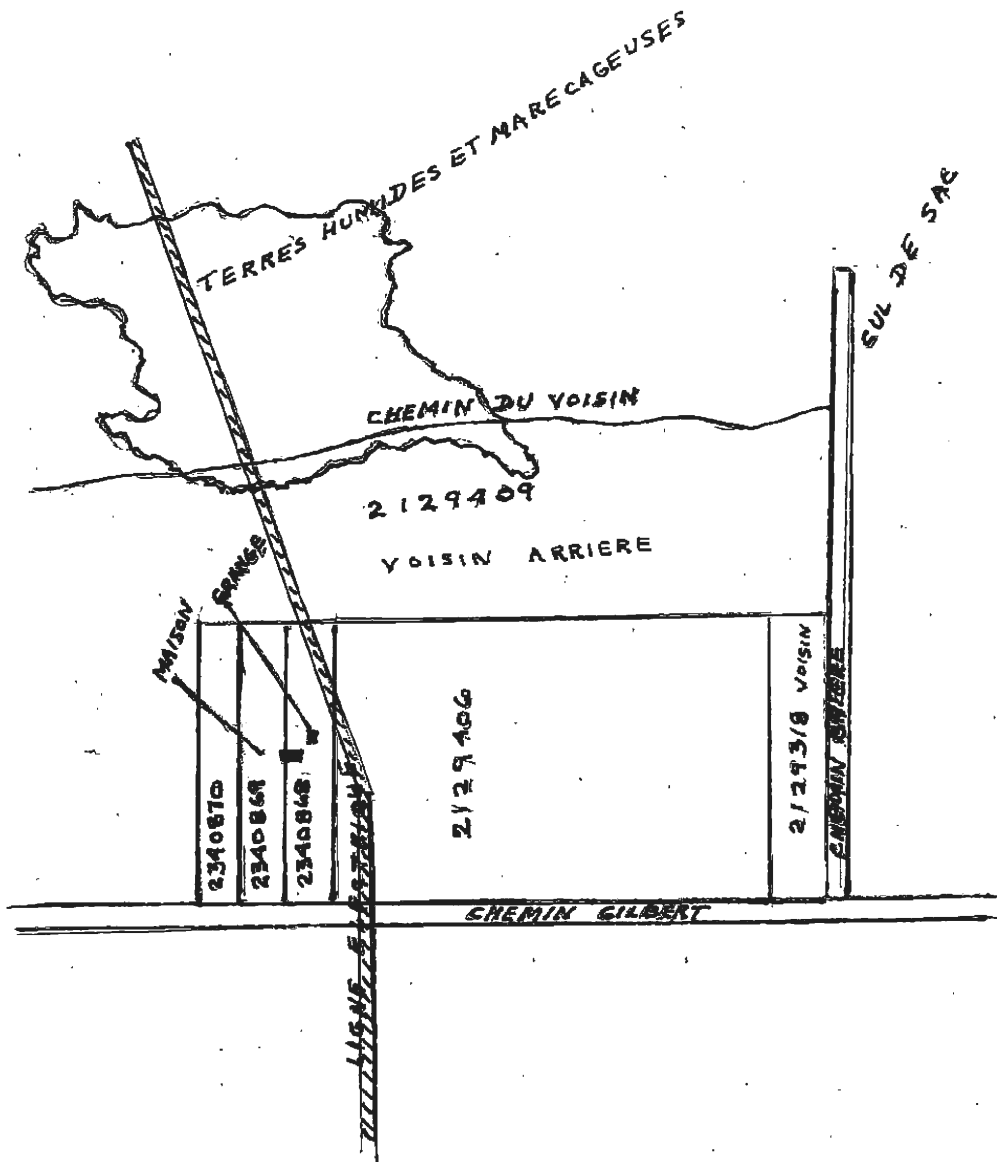 TERRES HUMIDES ET MARECAGEUSES
CUL DE SAC
CHEMIN DU VOISIN
2129409
VOISIN ARRIERE
GRANGE
MAISON
2340870
2340869
2340868
2129406
2129318 VOISIN
CHEMIN
LIGNE
CHEMIN GILBERT